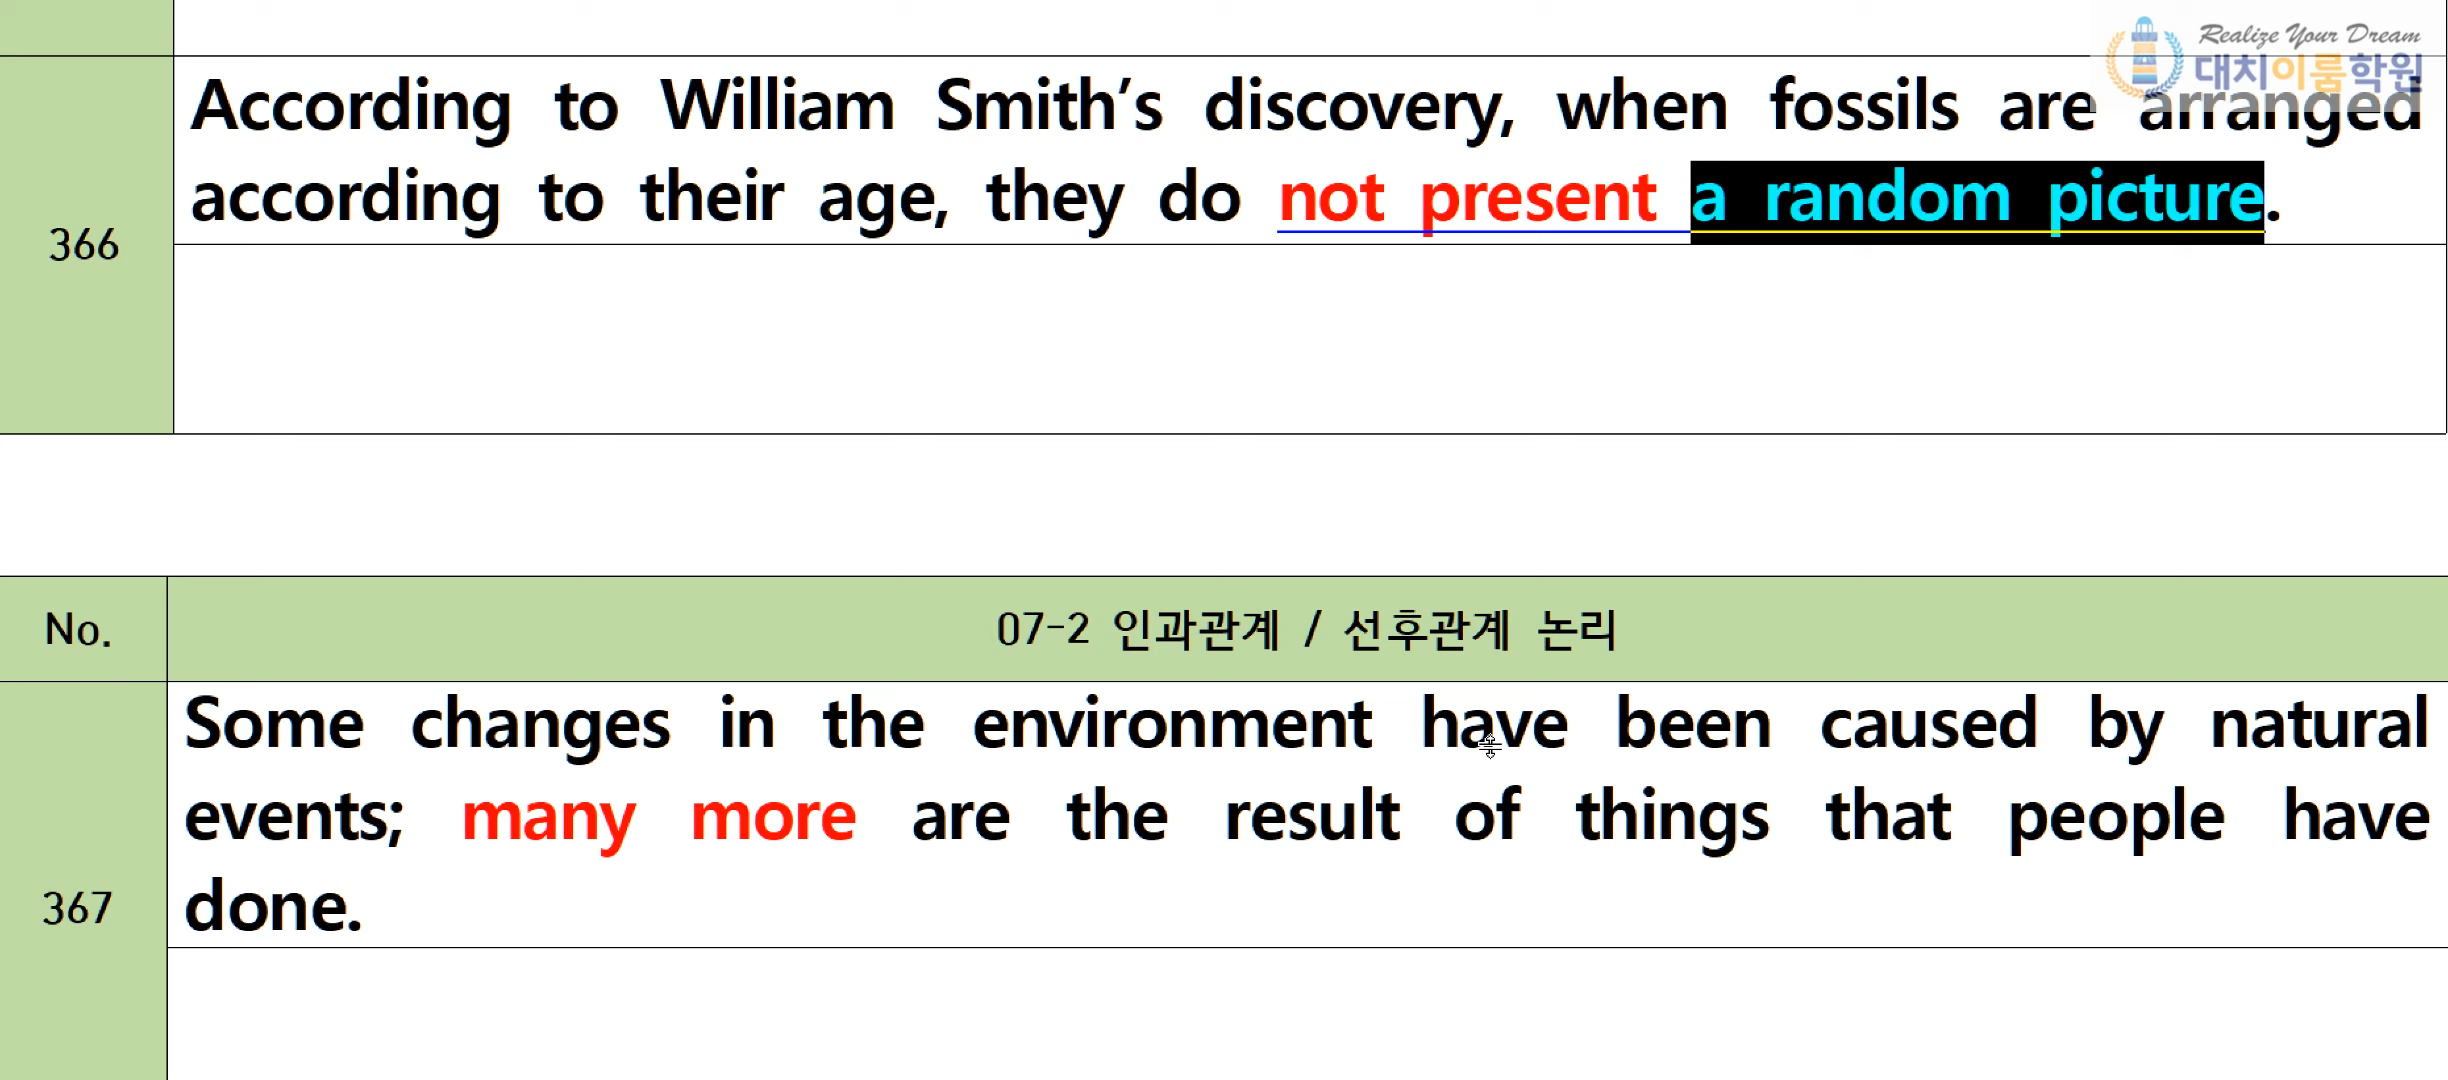 Realize Your Dream
대치이룸학원
According to William Smith’s discovery, when fossils are arranged
according to their age, they do not present a random picture.
366
No.
07-2 인과관계 / 선후관계 논리
Some changes in the environment have been caused by natural
events; many more are the result of things that people have
done.
367